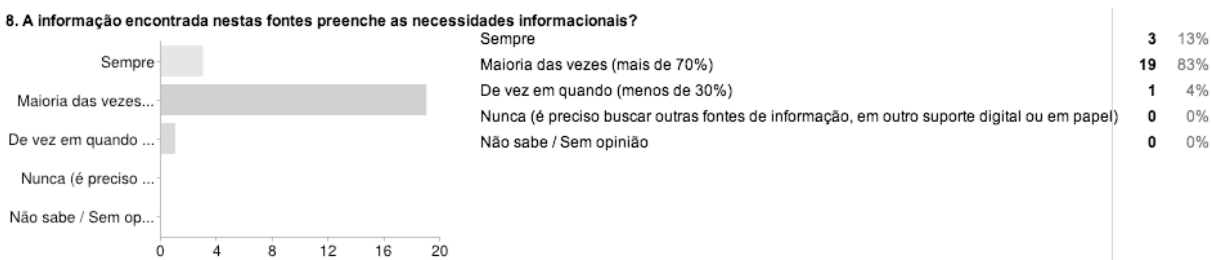 8. A informação encontrada nestas fontes preenche as necessidades informacionais?
Sempre
Maioria das vezes...
De vez em quando ...
Nunca (é preciso ...
Não sabe / Sem op...
0 4 8 12 16 20
Sempre 3 13%
Maioria das vezes (mais de 70%) 19 83%
De vez em quando (menos de 30%) 1 4%
Nunca (é preciso buscar outras fontes de informação, em outro suporte digital ou em papel) 0 0%
Não sabe / Sem opinião 0 0%